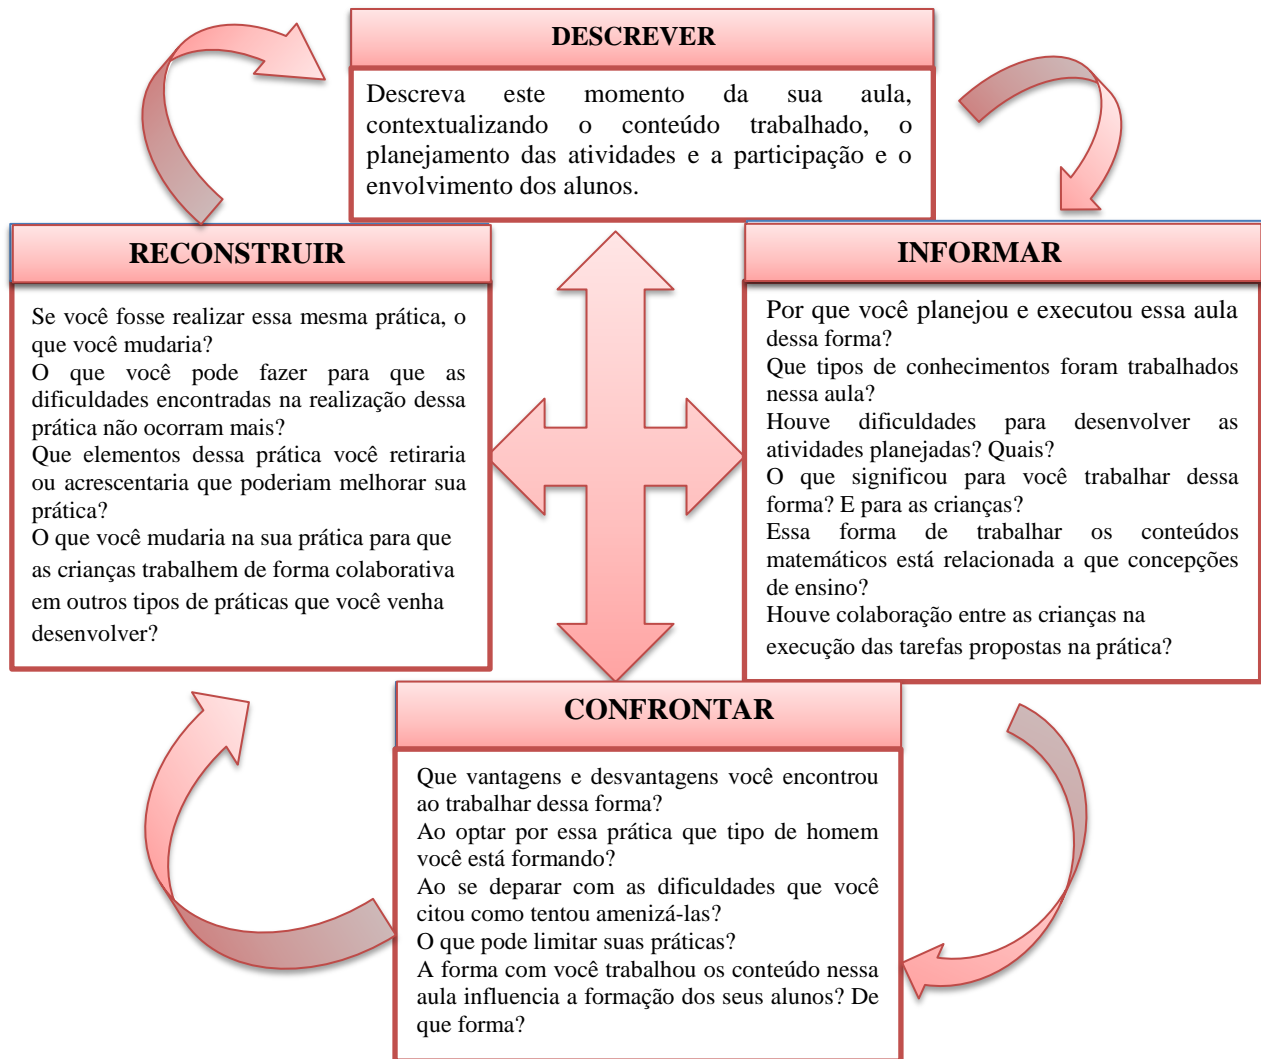 DESCREVER
Descreva este momento da sua aula,
contextualizando o conteúdo trabalhado, o
planejamento das atividades e a participação e o
envolvimento dos alunos.
RECONSTRUIR
Se você fosse realizar essa mesma prática, o
que você mudaria?
O que você pode fazer para que as
dificuldades encontradas na realização dessa
prática não ocorram mais?
Que elementos dessa prática você retiraria
ou acrescentaria que poderiam melhorar sua
prática?
O que você mudaria na sua prática para que
as crianças trabalhem de forma colaborativa
em outros tipos de práticas que você venha
desenvolver?
INFORMAR
Por que você planejou e executou essa aula
dessa forma?
Que tipos de conhecimentos foram trabalhados
nessa aula?
Houve dificuldades para desenvolver as
atividades planejadas? Quais?
O que significou para você trabalhar dessa
forma? E para as crianças?
Essa forma de trabalhar os conteúdos
matemáticos está relacionada a que concepções
de ensino?
Houve colaboração entre as crianças na
execução das tarefas propostas na prática?
CONFRONTAR
Que vantagens e desvantagens você encontrou
ao trabalhar dessa forma?
Ao optar por essa prática que tipo de homem
você está formando?
Ao se deparar com as dificuldades que você
citou como tentou amenizá-las?
O que pode limitar suas práticas?
A forma com você trabalhou os conteúdo nessa
aula influencia a formação dos seus alunos? De
que forma?